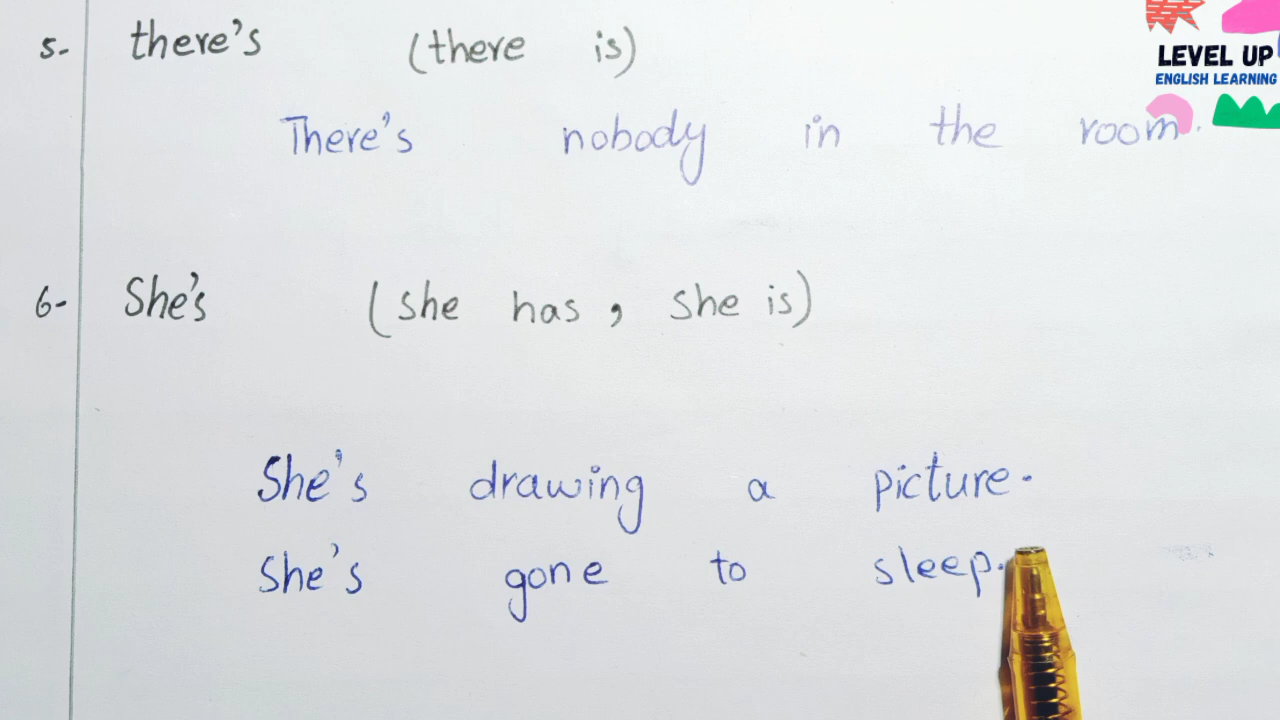 5- there's (there is)
LEVEL UP
ENGLISH LEARNING
There's nobody in the room.
6- She's (she has, she is)
She's drawing a picture.
She's gone to sleep.